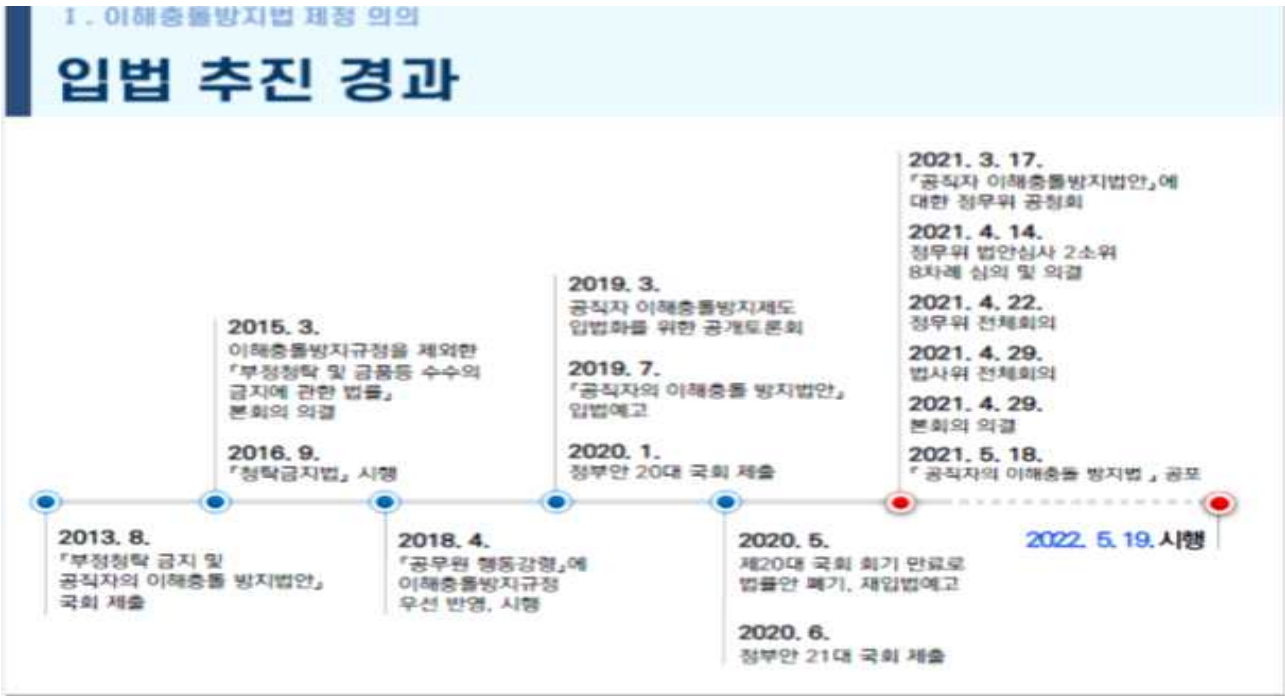 Ⅰ. 이해충돌방지법 제정 의의
입법 추진 경과
2013. 8.
『부정청탁 금지 및
공직자의 이해충돌 방지법안』
국회 제출
2015. 3.
이해충돌방지규정을 제외한
『부정청탁 및 금품등 수수의
금지에 관한 법률』
본회의 의결
2016. 9.
『청탁금지법』 시행
2018. 4.
『공무원 행동강령』에
이해충돌방지규정
우선 반영, 시행
2019. 3.
공직자 이해충돌방지제도
입법화를 위한 공개토론회
2019. 7.
『공직자의 이해충돌 방지법안』
입법예고
2020. 1.
정부안 20대 국회 제출
2020. 5.
제20대 국회 회기 만료로
법률안 폐기, 재입법예고
2020. 6.
정부안 21대 국회 제출
2021. 3. 17.
『공직자 이해충돌방지법안』에
대한 정무위 공청회
2021. 4. 14.
정무위 법안심사 2소위
8차례 심의 및 의결
2021. 4. 22.
정무위 전체회의
2021. 4. 29.
법사위 전체회의
2021. 4. 29.
본회의 의결
2021. 5. 18.
『 공직자의 이해충돌 방지법 』 공포
2022. 5. 19. 시행